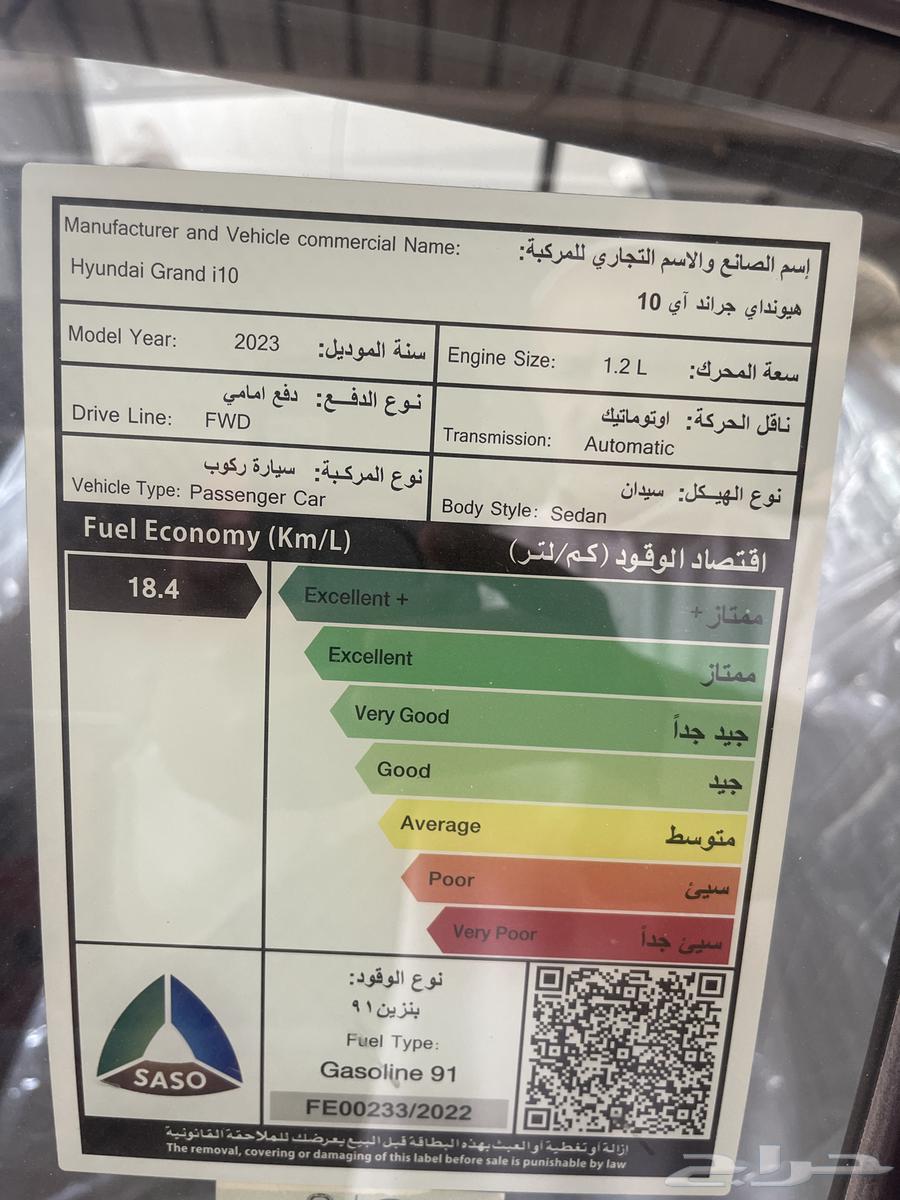 Manufacturer and Vehicle commercial Name: إسم الصانع والاسم التجاري للمركبة:
Hyundai Grand i10 هيونداي جراند آي 10
Model Year: 2023 سنة الموديل:
Engine Size: 1.2 L سعة المحرك:
نوع الدفع: دفع امامي
Drive Line: FWD
ناقل الحركة: اوتوماتيك
Transmission: Automatic
نوع المركبة: سيارة ركوب
Vehicle Type: Passenger Car
نوع الهيكل: سيدان
Body Style: Sedan
Fuel Economy (Km/L) اقتصاد الوقود (كم/لتر)
18.4
Excellent + ممتاز +
Excellent ممتاز
Very Good جيد جداً
Good جيد
Average متوسط
Poor سيئ
Very Poor سيئ جداً
SASO
نوع الوقود:
بنزين ٩١
Fuel Type:
Gasoline 91
FE00233/2022
إزالة أو تغطية أو العبث بهذه البطاقة قبل البيع يعرضك للملاحقة القانونية
The removal, covering or damaging of this label before sale is punishable by law
حراج